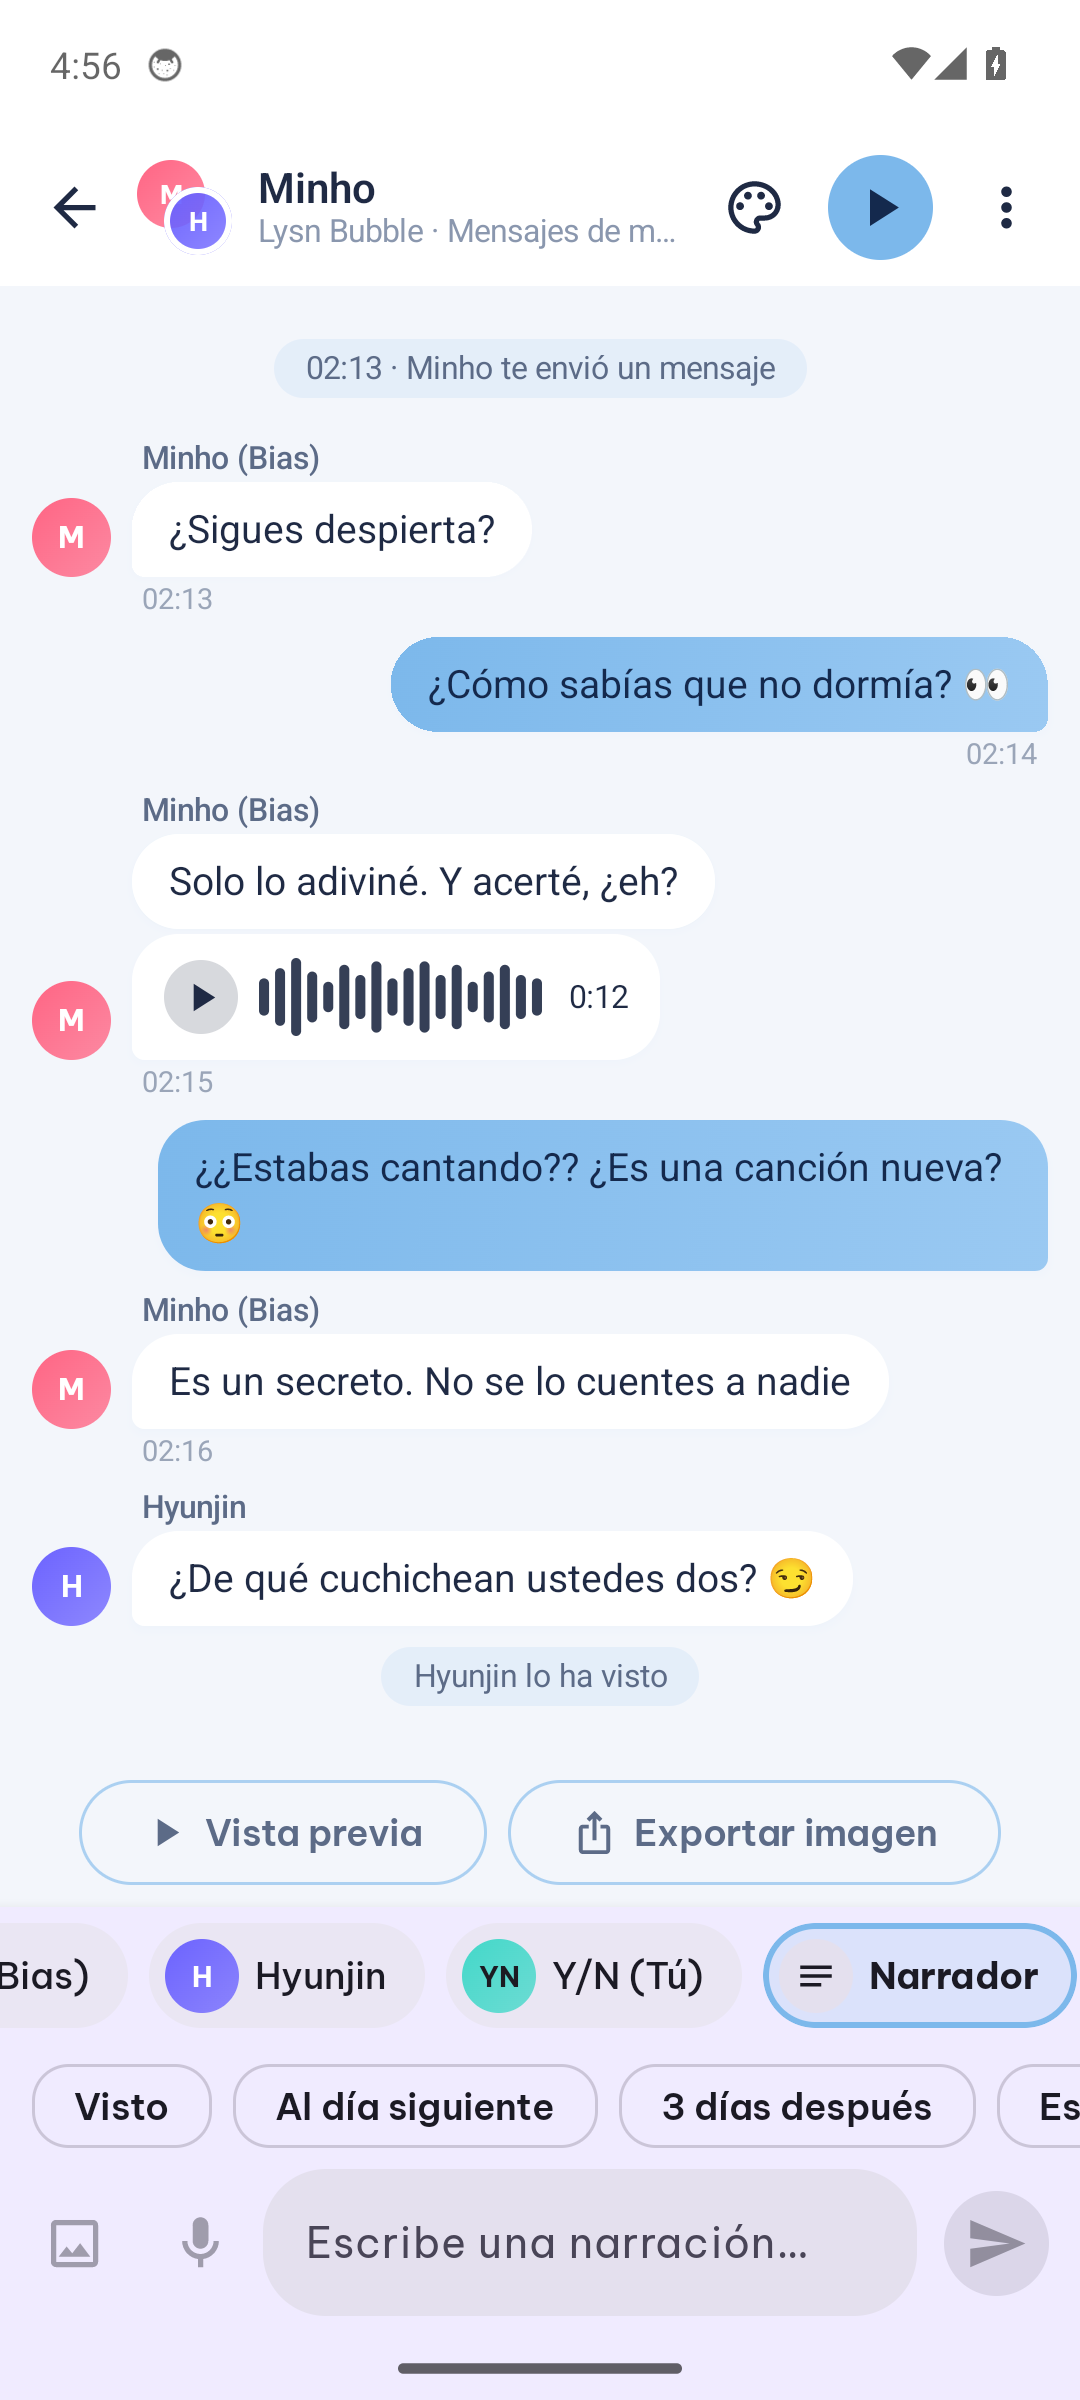 4:56
M
H
Minho
Lysn Bubble · Mensajes de m...
02:13 · Minho te envió un mensaje
Minho (Bias)
M
¿Sigues despierta?
02:13
¿Cómo sabías que no dormía? 👀
02:14
Minho (Bias)
Solo lo adiviné. Y acerté, ¿eh?
M
0:12
02:15
¿¿Estabas cantando?? ¿Es una canción nueva?
😳
Minho (Bias)
M
Es un secreto. No se lo cuentes a nadie
02:16
Hyunjin
H
¿De qué cuchichean ustedes dos? 😏
Hyunjin lo ha visto
Vista previa
Exportar imagen
Bias)
H
Hyunjin
YN
Y/N (Tú)
Narrador
Visto
Al día siguiente
3 días después
Es
Escribe una narración...